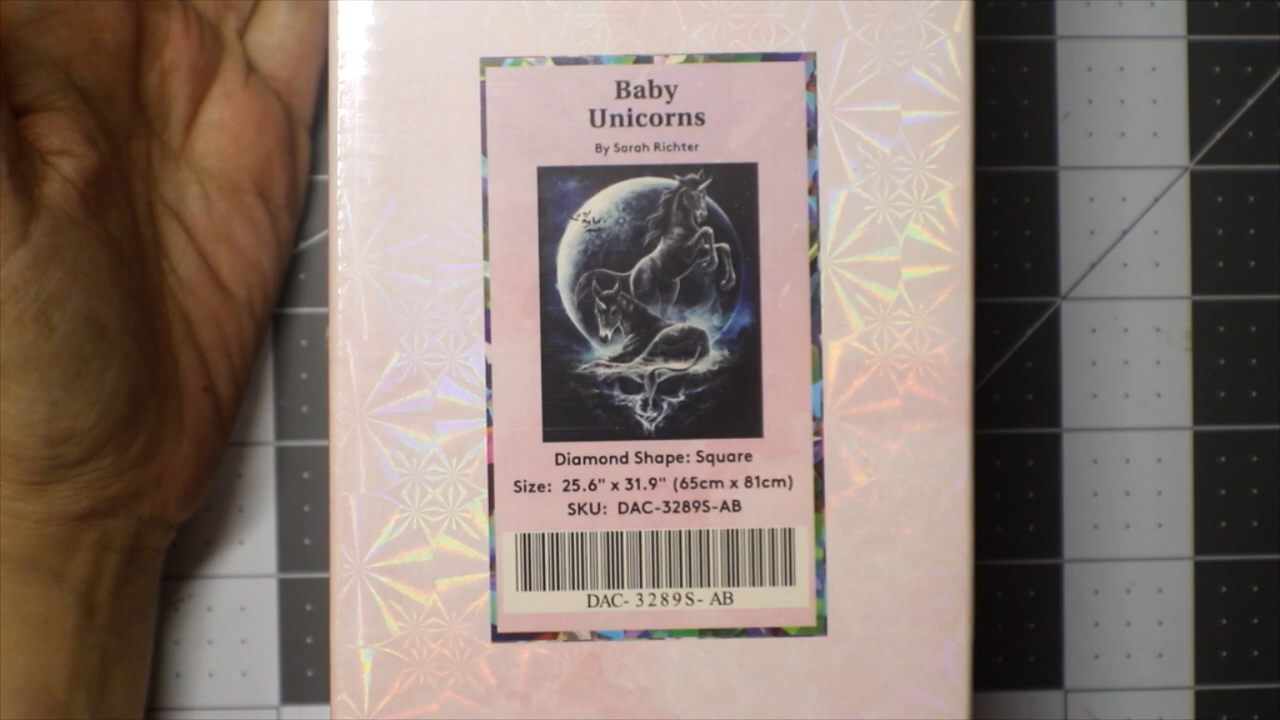 Baby
Unicorns
By Sarah Richter
Diamond Shape: Square
Size: 25.6" x 31.9" (65cm x 81cm)
SKU: DAC-3289S-AB
DAC- 3289S- AB